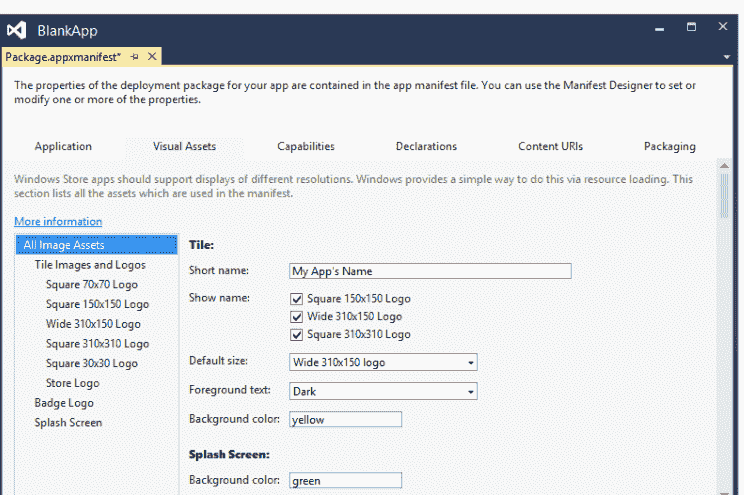 BlankApp
Package.appxmanifest*
The properties of the deployment package for your app are contained in the app manifest file. You can use the Manifest Designer to set or
modify one or more of the properties.
Application Visual Assets Capabilities Declarations Content URIs Packaging
Windows Store apps should support displays of different resolutions. Windows provides a simple way to do this via resource loading. This
section lists all the assets which are used in the manifest.
More information
All Image Assets
Tile Images and Logos
Square 70x70 Logo
Square 150x150 Logo
Wide 310x150 Logo
Square 310x310 Logo
Square 30x30 Logo
Store Logo
Badge Logo
Splash Screen
Tile:
Short name: My App's Name
Show name: Square 150x150 Logo
Wide 310x150 Logo
Square 310x310 Logo
Default size: Wide 310x150 logo
Foreground text: Dark
Background color: yellow
Splash Screen:
Background color: green